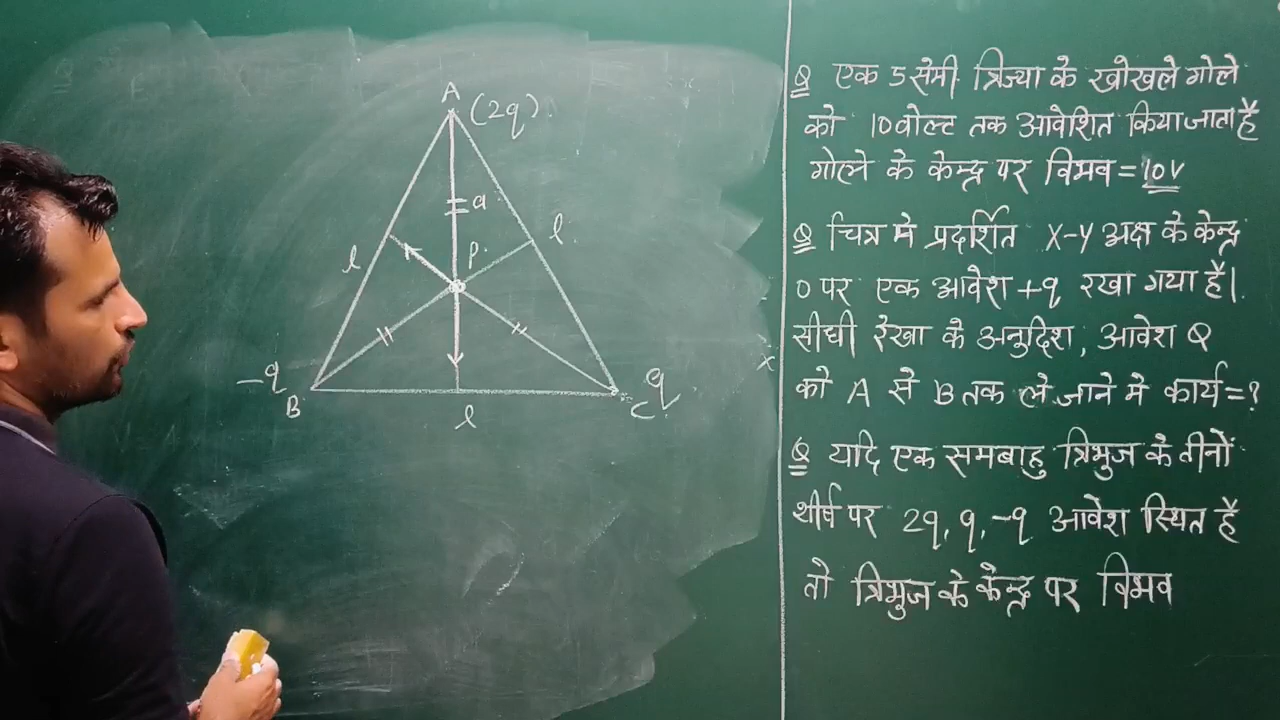 A
(2q)
a
P.
l
l
-q
B
l
C
q
x
Q एक 5 सेमी त्रिज्या के खोखले गोले
को 10 वोल्ट तक आवेशित किया जाता है
गोले के केन्द्र पर विभव = 10V
Q चित्र मे प्रदर्शित X-Y अक्ष के केन्द्र
0 पर एक आवेश +q रखा गया है।
सीधी रेखा के अनुदिश, आवेश Q
को A से B तक ले जाने मे कार्य = ?
Q यदि एक समबाहु त्रिभुज के तीनों
शीर्ष पर 2q, q, -q आवेश स्थित है
तो त्रिभुज के केन्द्र पर विभव